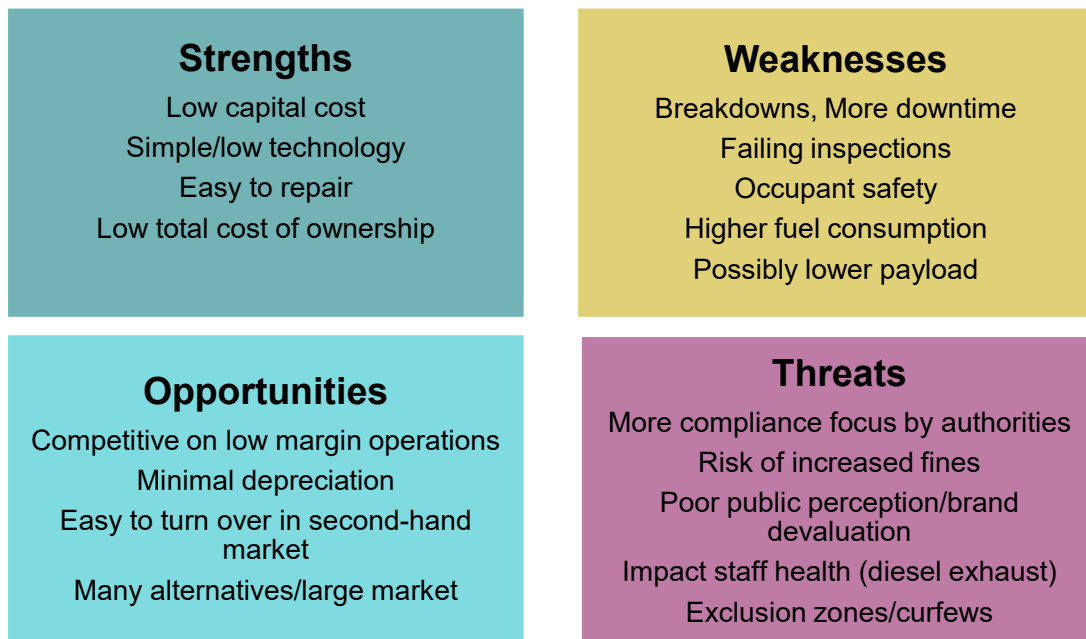 Strengths
Low capital cost
Simple/low technology
Easy to repair
Low total cost of ownership
Weaknesses
Breakdowns, More downtime
Failing inspections
Occupant safety
Higher fuel consumption
Possibly lower payload
Opportunities
Competitive on low margin operations
Minimal depreciation
Easy to turn over in second-hand
market
Many alternatives/large market
Threats
More compliance focus by authorities
Risk of increased fines
Poor public perception/brand
devaluation
Impact staff health (diesel exhaust)
Exclusion zones/curfews